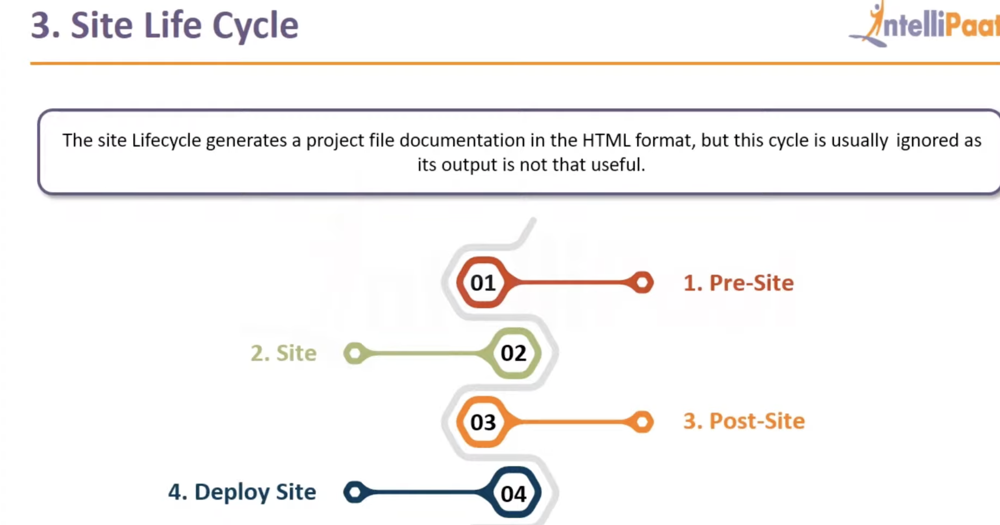 3. Site Life Cycle
IntelliPaat
The site Lifecycle generates a project file documentation in the HTML format, but this cycle is usually ignored as
its output is not that useful.
01
1. Pre-Site
2. Site
02
03
3. Post-Site
4. Deploy Site
04